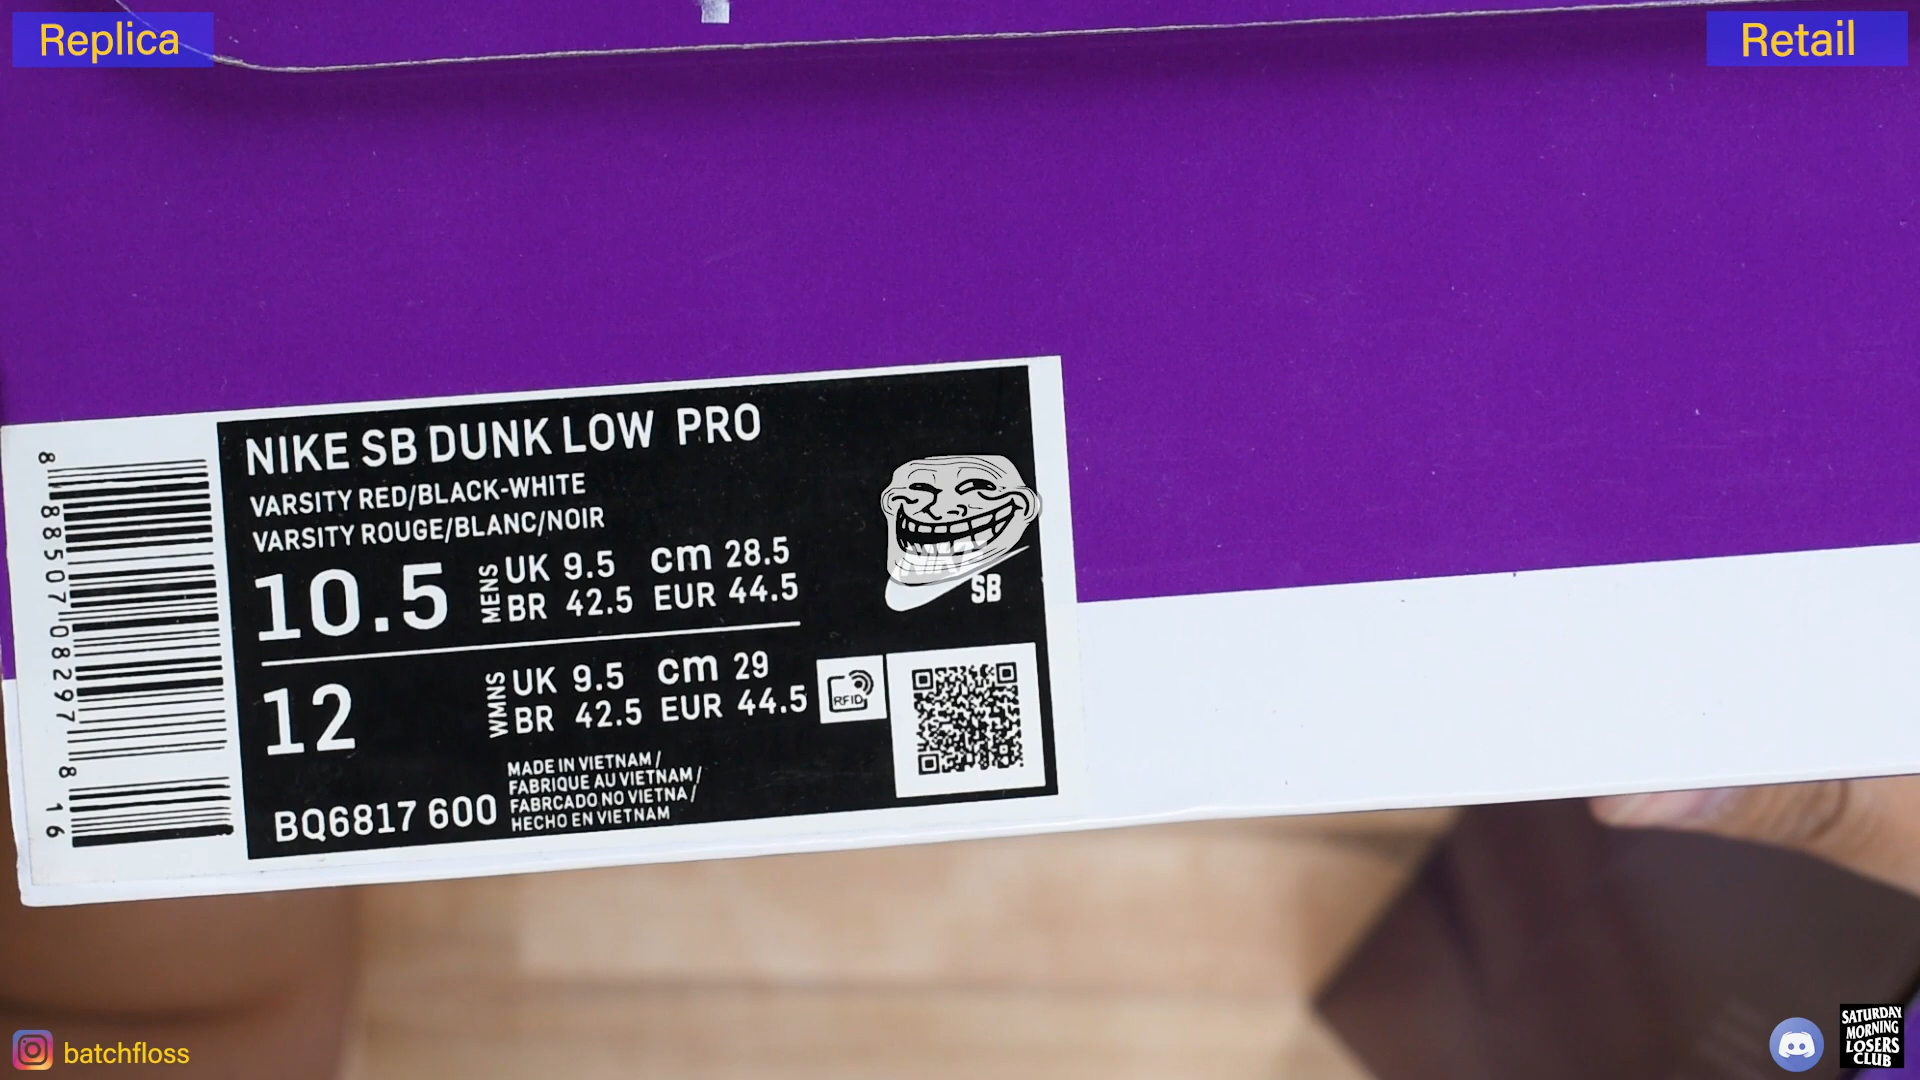 Replica
Retail
NIKE SB DUNK LOW PRO
VARSITY RED/BLACK-WHITE
VARSITY ROUGE/BLANC/NOIR
10.5
MENS
UK 9.5 cm 28.5
BR 42.5 EUR 44.5
12
WMNS
UK 9.5 cm 29
BR 42.5 EUR 44.5
BQ6817 600
MADE IN VIETNAM /
FABRIQUE AU VIETNAM /
FABRCADO NO VIETNA /
HECHO EN VIETNAM
NIKE
SB
RFID
8 88507 08297 8 16
batchfloss
SATURDAY
MORNING
LOSERS
CLUB